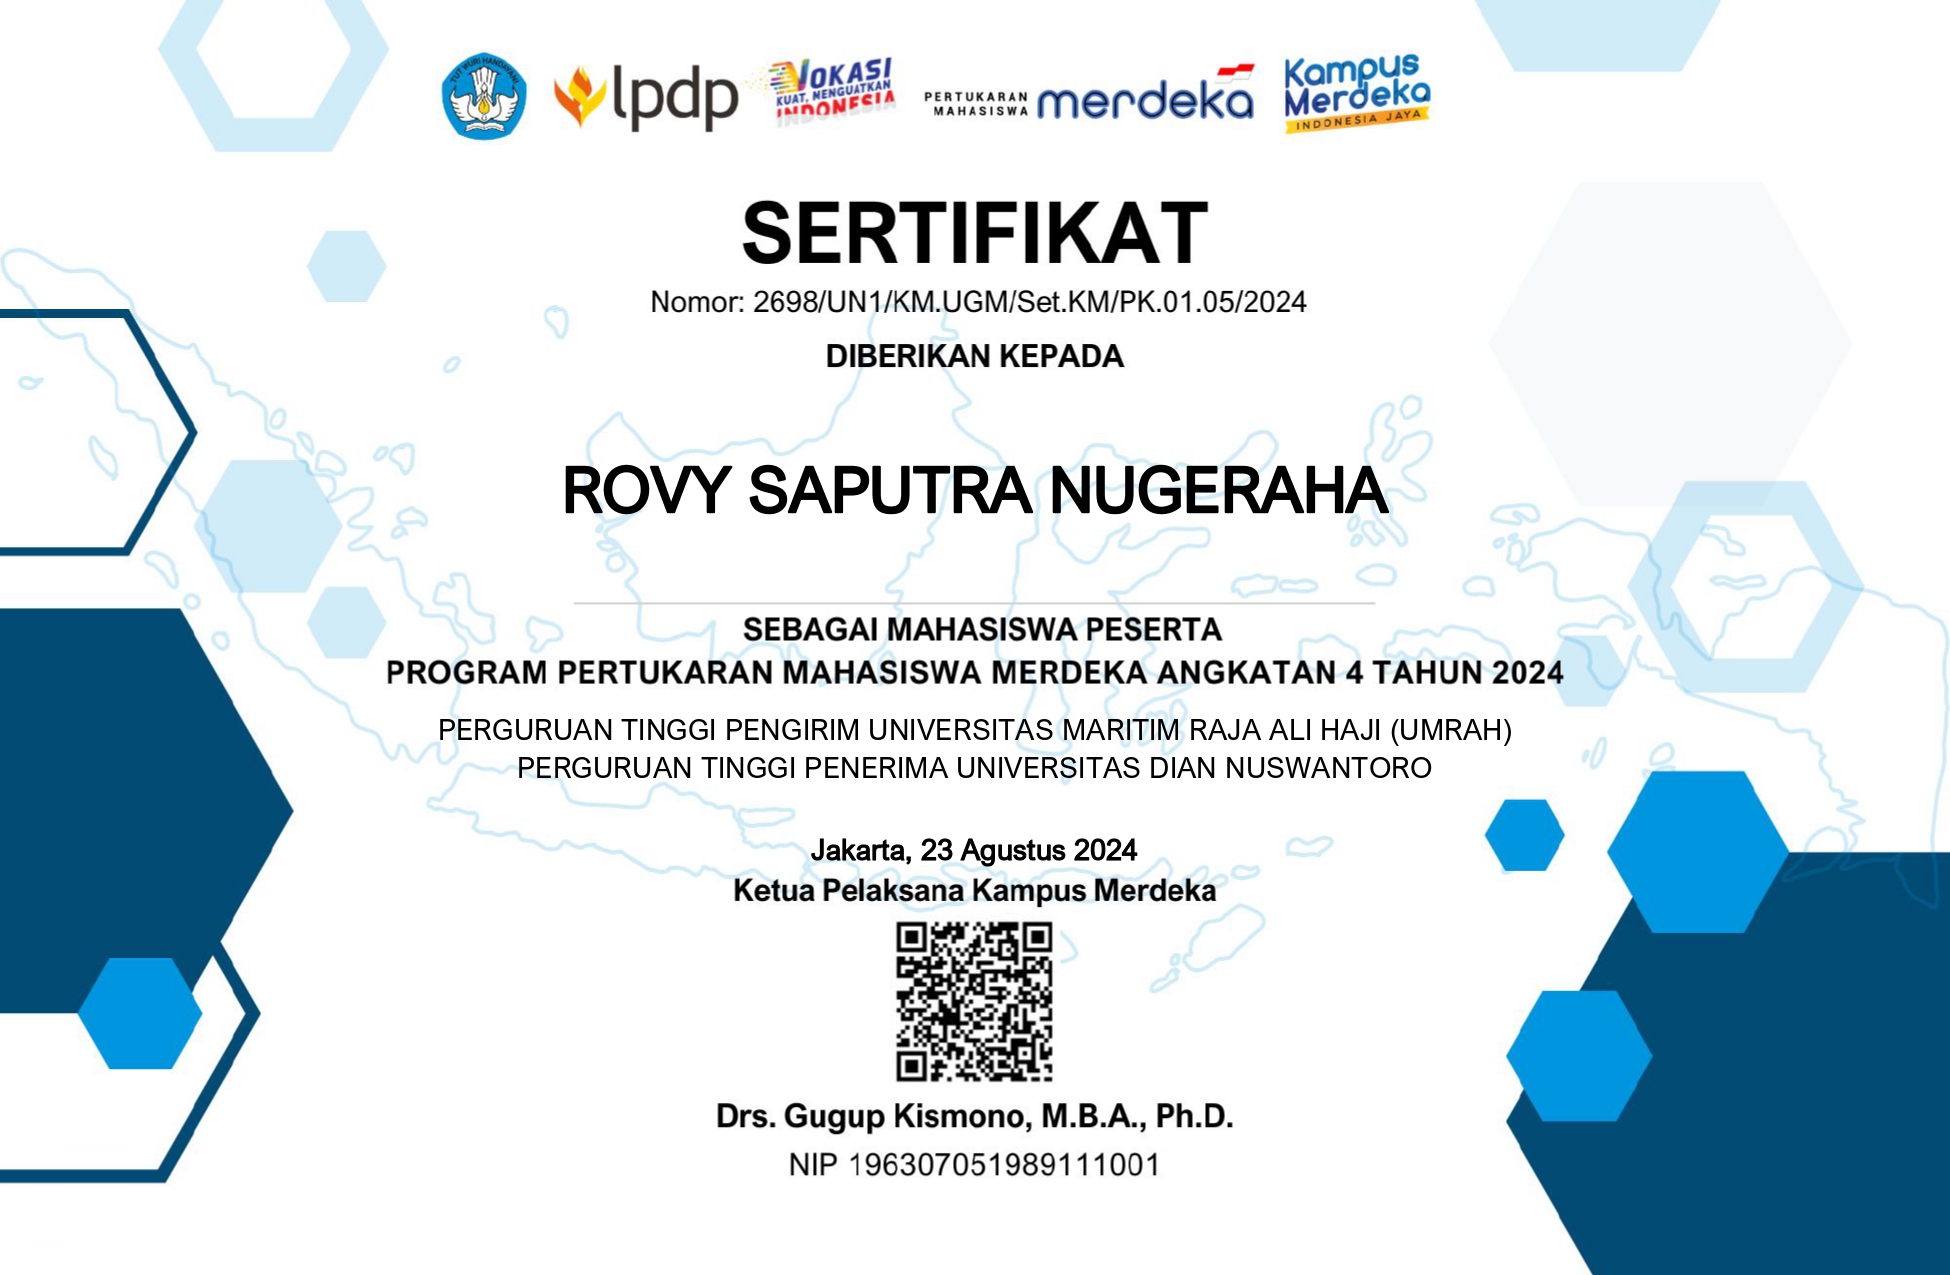 TUT WURI HANDAYANI
lpdp
VOKASI
KUAT, MENGUATKAN
INDONESIA
PERTUKARAN
MAHASISWA
merdeka
Kampus
Merdeka
INDONESIA JAYA
SERTIFIKAT
Nomor: 2698/UN1/KM.UGM/Set.KM/PK.01.05/2024
DIBERIKAN KEPADA
ROVY SAPUTRA NUGERAHA
SEBAGAI MAHASISWA PESERTA
PROGRAM PERTUKARAN MAHASISWA MERDEKA ANGKATAN 4 TAHUN 2024
PERGURUAN TINGGI PENGIRIM UNIVERSITAS MARITIM RAJA ALI HAJI (UMRAH)
PERGURUAN TINGGI PENERIMA UNIVERSITAS DIAN NUSWANTORO
Jakarta, 23 Agustus 2024
Ketua Pelaksana Kampus Merdeka
Drs. Gugup Kismono, M.B.A., Ph.D.
NIP 196307051989111001